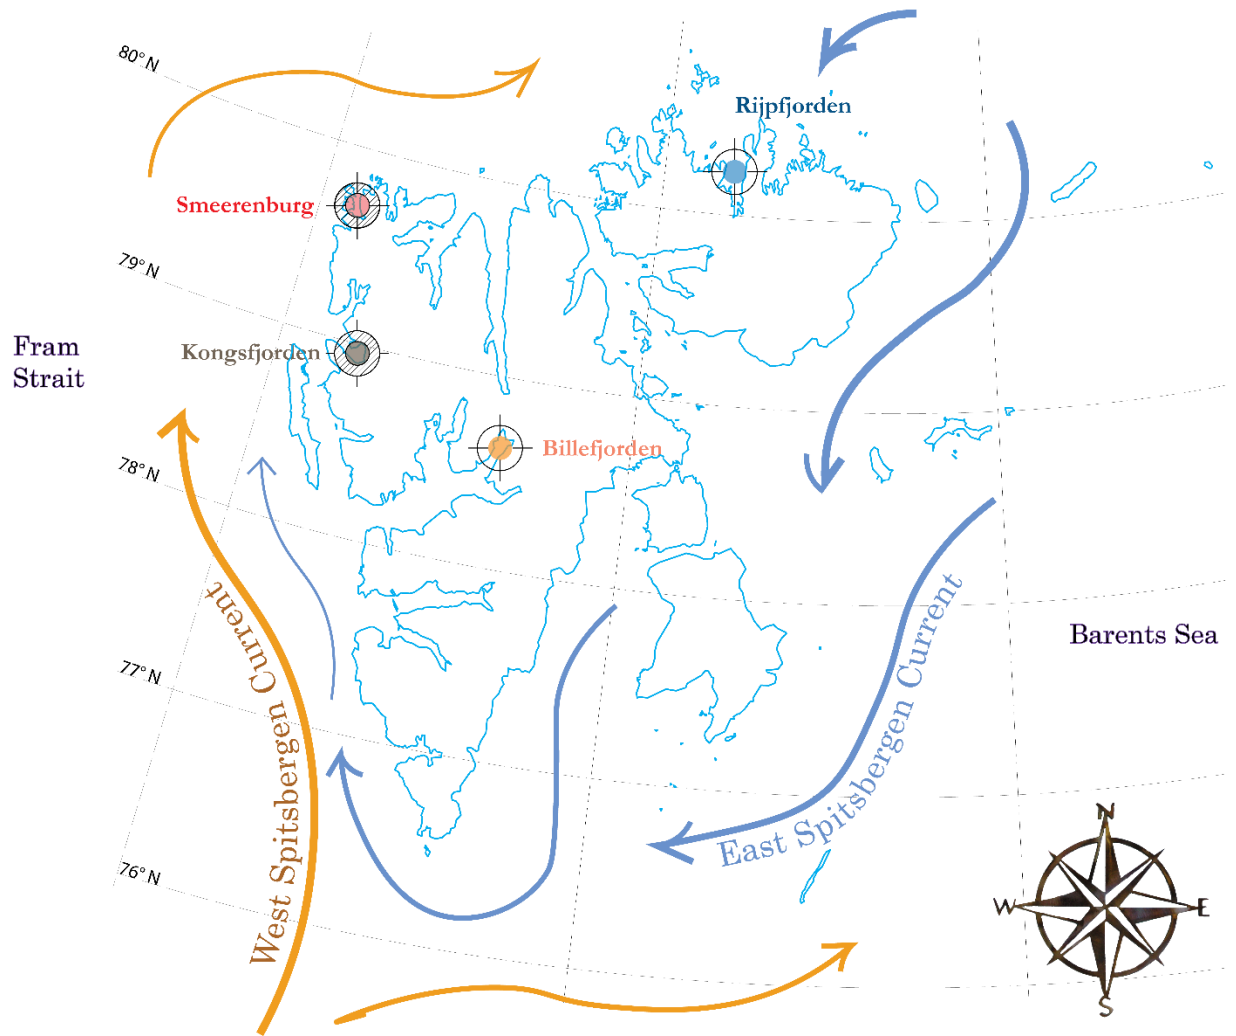 80° N
Rijpfjorden
Smeerenburg
79° N
Fram
Strait
Kongsfjorden
Billefjorden
78° N
West Spitsbergen Current
East Spitsbergen Current
Barents Sea
77° N
76° N
N
W
E
S